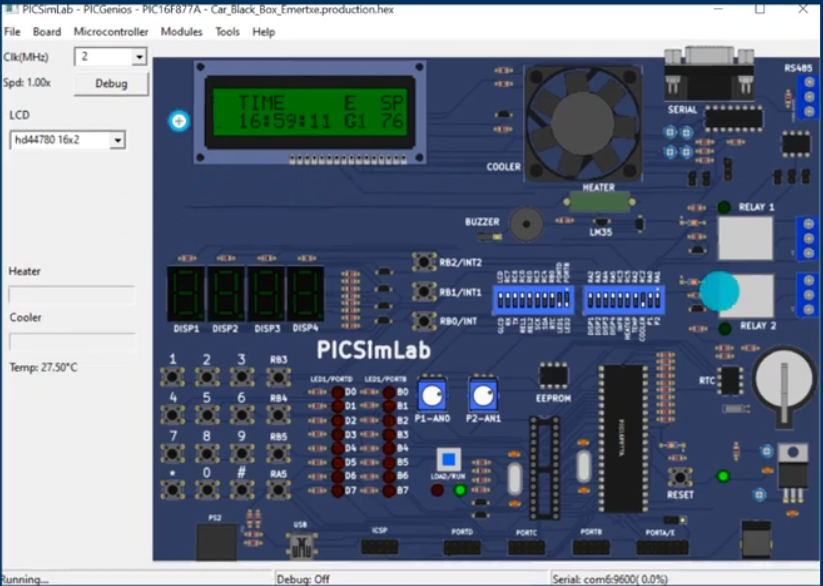 PICSimLab - PICGenios - PIC16F877A - Car_Black_Box_Emertxe.production.hex
File Board Microcontroller Modules Tools Help
Clk(MHz) 2
Spd: 1.00x Debug
LCD
hd44780 16x2
Heater
Cooler
Temp: 27.50°C
TIME E SP
16:59:11 G1 76
COOLER
HEATER
BUZZER
LM35
SERIAL
RS485
RELAY 1
RELAY 2
RB2/INT2
RB1/INT1
RB0/INT
DISP1 DISP2 DISP3 DISP4
PICSimLab
1 2 3 RB3
4 5 6 RB4
7 8 9 RB5
* 0 # RA5
LED1/PORTD LED1/PORTB
D0 B0
D1 B1
D2 B2
D3 B3
D4 B4
D5 B5
D6 B6
D7 B7
P1-AN0 P2-AN1
LOAD/RUN
EEPROM
RTC
RESET
PS2
USB
ICSP
PORTD
PORTC
PORTB
PORTA/E
Running... Debug: Off Serial: com6:9600( 0.0%)